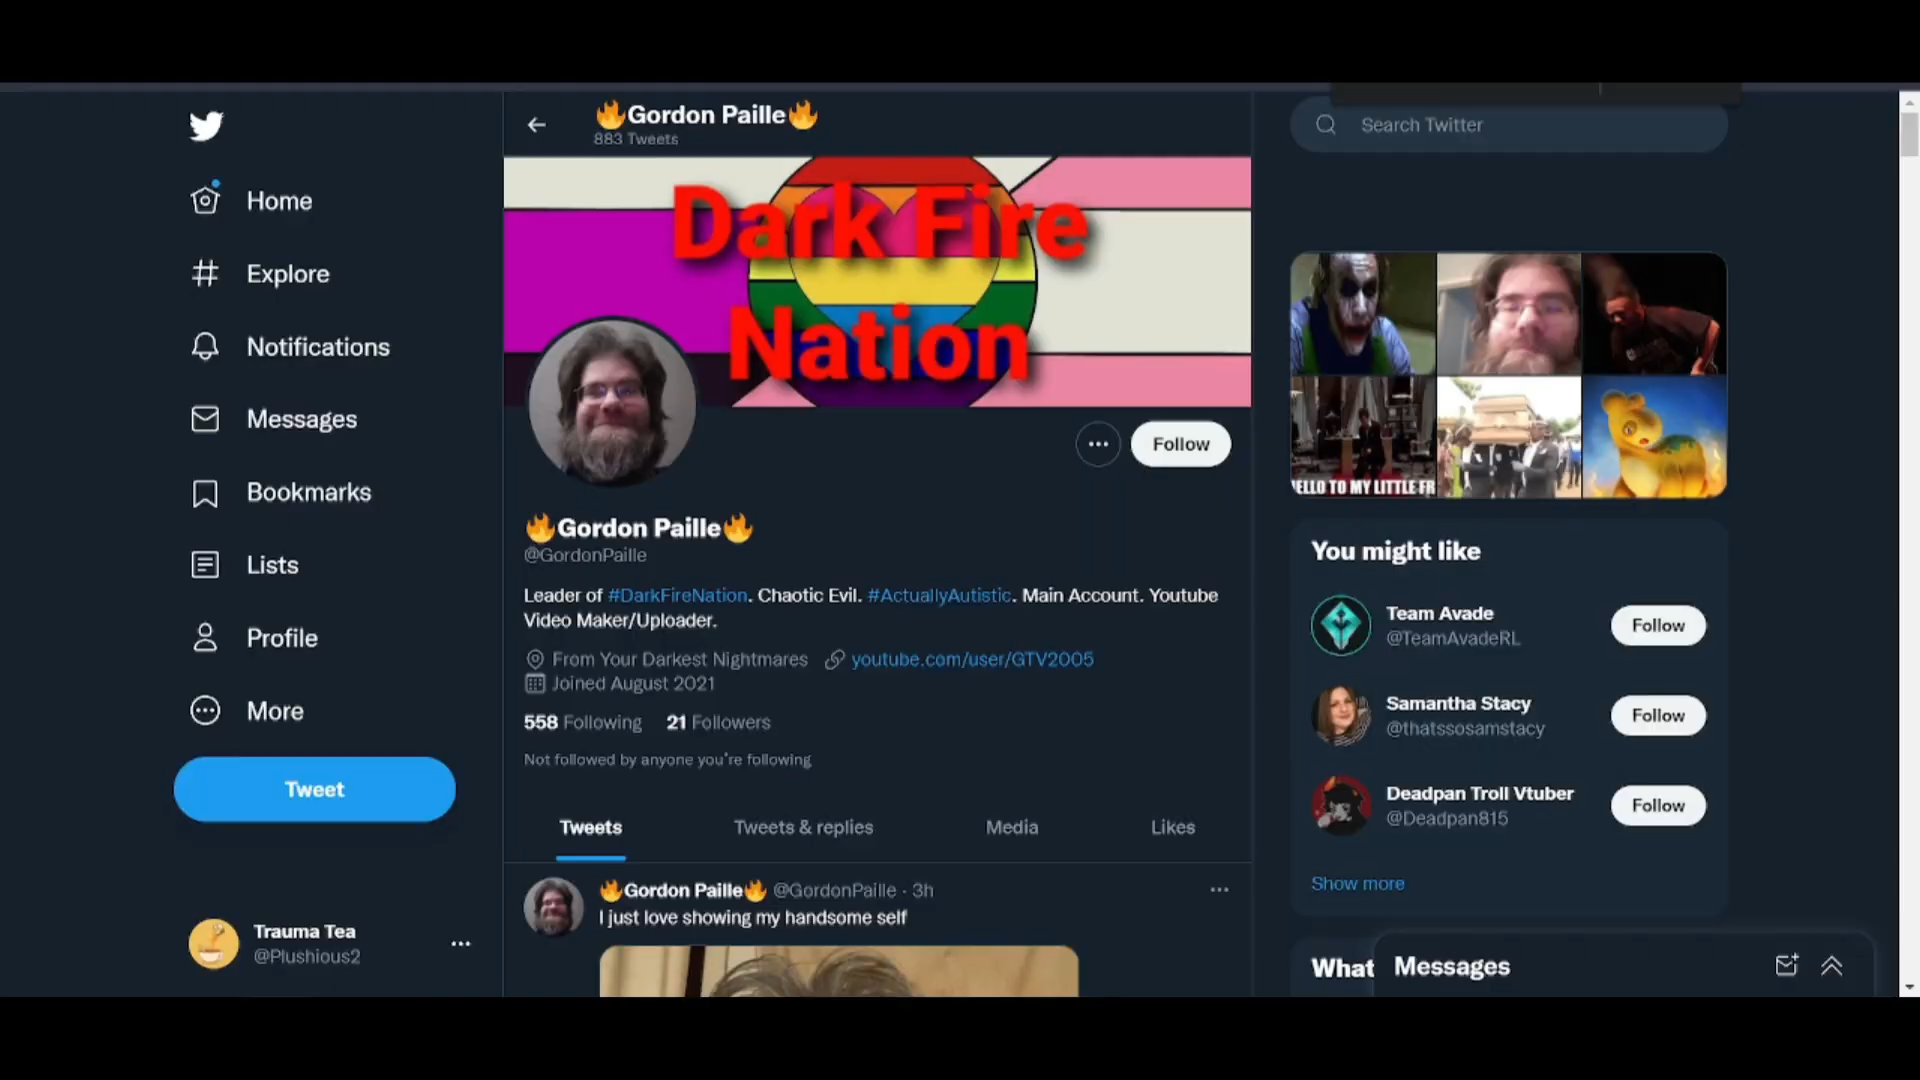 Home
Explore
Notifications
Messages
Bookmarks
Lists
Profile
More
Tweet
Trauma Tea
@Plushious2
🔥Gordon Paille🔥
883 Tweets
Dark Fire
Nation
Follow
🔥Gordon Paille🔥
@GordonPaille
Leader of #DarkFireNation. Chaotic Evil. #ActuallyAutistic. Main Account. Youtube
Video Maker/Uploader.
From Your Darkest Nightmares youtube.com/user/GTV2005
Joined August 2021
558 Following 21 Followers
Not followed by anyone you're following
Tweets Tweets & replies Media Likes
🔥Gordon Paille🔥 @GordonPaille · 3h
I just love showing my handsome self
Search Twitter
TO MY LITTLE
You might like
Team Avade
@TeamAvadeRL
Follow
Samantha Stacy
@thatssosamstacy
Follow
Deadpan Troll Vtuber
@Deadpan815
Follow
Show more
What
Messages